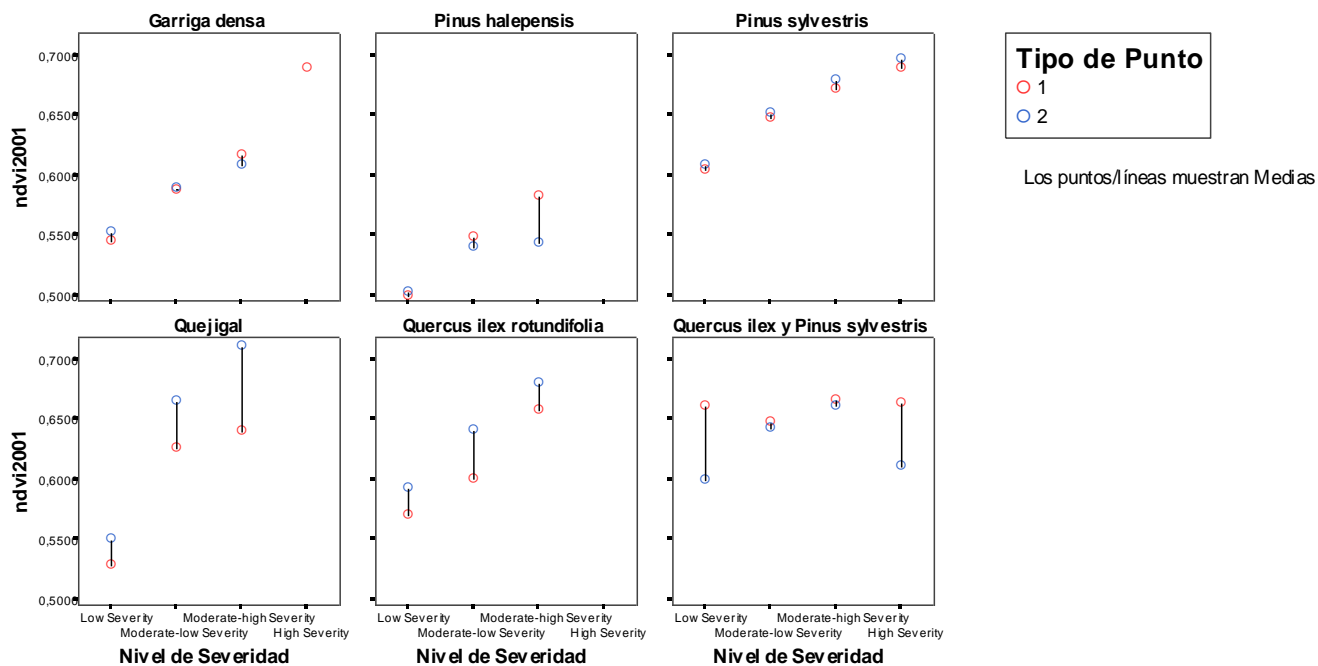 Garriga densa
Pinus halepensis
Pinus sylvestris
ndvi2001
0,7000
0,6500
0,6000
0,5500
0,5000
Tipo de Punto
1
2
Los puntos/líneas muestran Medias
Quejigal
Quercus ilex rotundifolia
Quercus ilex y Pinus sylvestris
ndvi2001
0,7000
0,6500
0,6000
0,5500
0,5000
Low Severity
Moderate-low Severity
Moderate-high Severity
High Severity
Nivel de Severidad
Low Severity
Moderate-low Severity
Moderate-high Severity
High Severity
Nivel de Severidad
Low Severity
Moderate-low Severity
Moderate-high Severity
High Severity
Nivel de Severidad